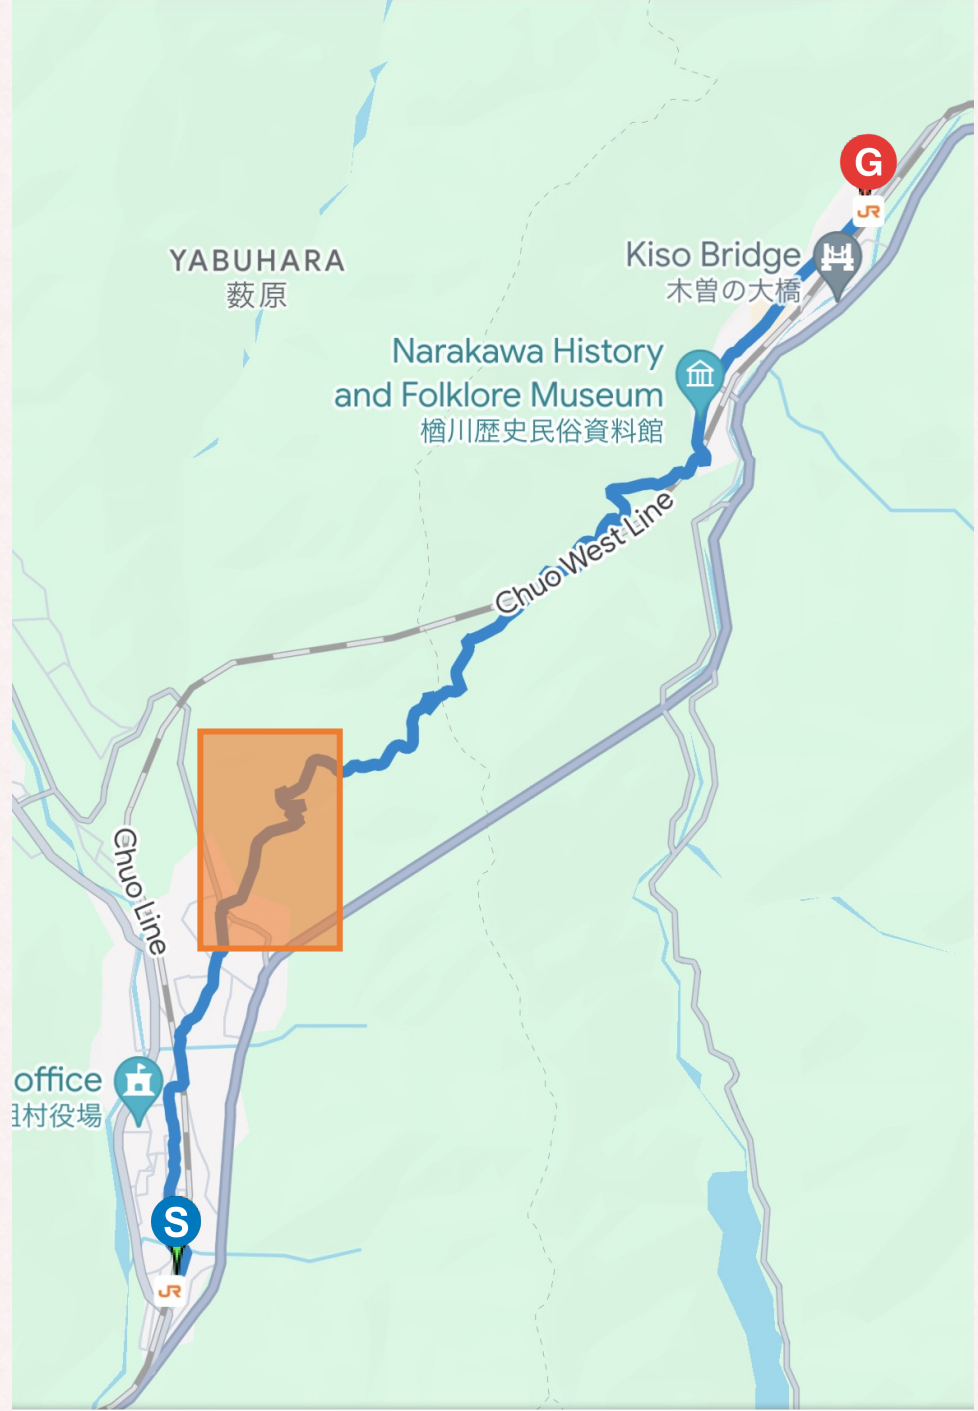 G
JR
YABUHARA
薮原
Kiso Bridge
木曽の大橋
Narakawa History
and Folklore Museum
楢川歴史民俗資料館
Chuo West Line
Chuo Line
office
祖村役場
S
JR